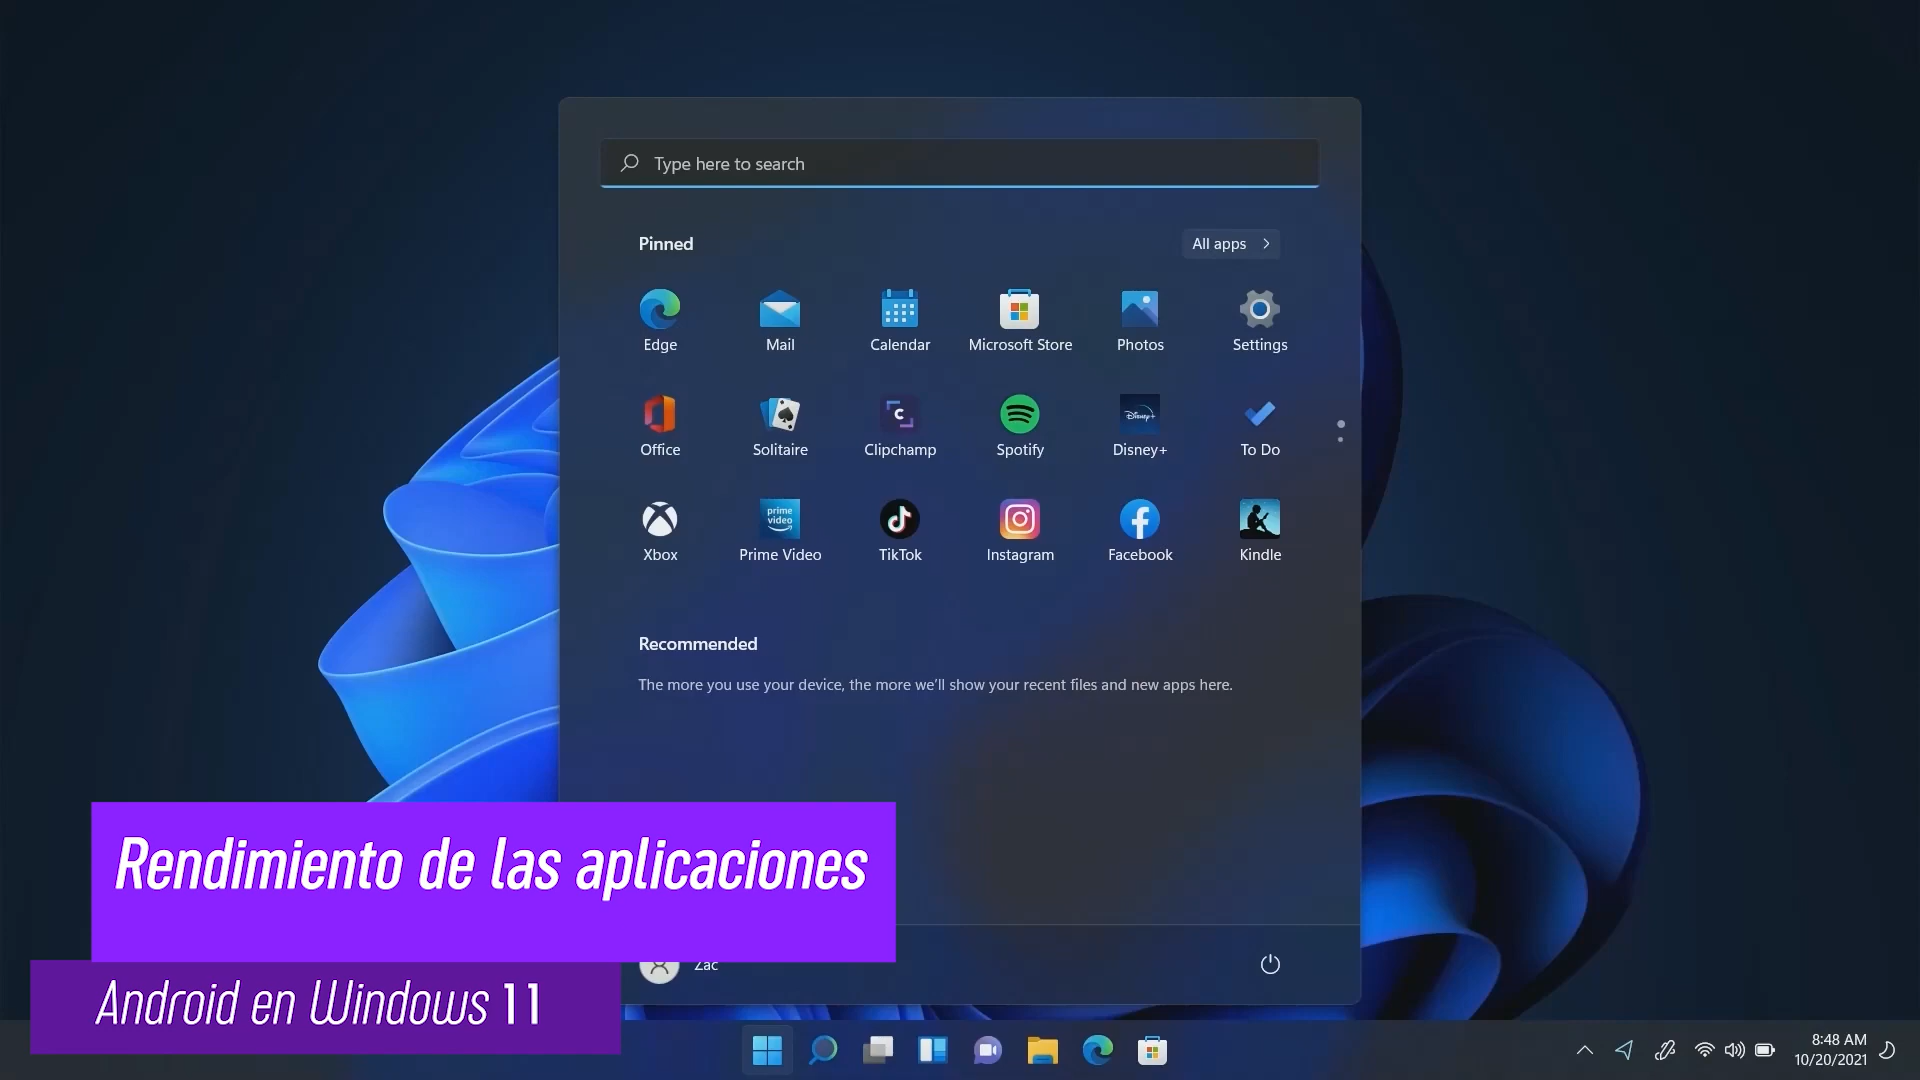 Type here to search
Pinned
All apps
Edge
Mail
Calendar
Microsoft Store
Photos
Settings
Office
Solitaire
Clipchamp
Spotify
Disney+
Disney+
To Do
Xbox
prime
video
Prime Video
TikTok
Instagram
Facebook
Kindle
Recommended
The more you use your device, the more we'll show your recent files and new apps here.
Rendimiento de las aplicaciones
Zac
Android en Windows 11
8:48 AM
10/20/2021